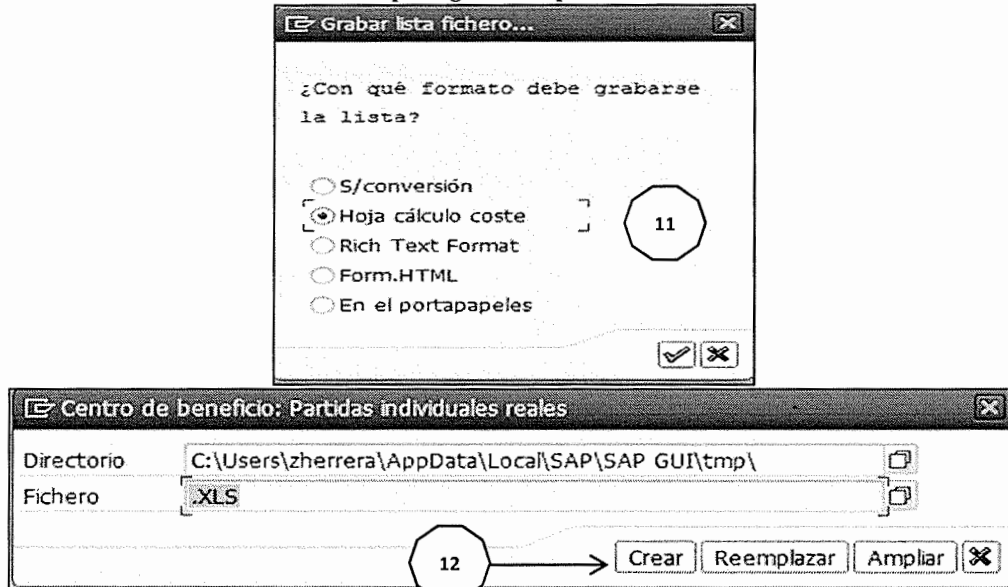 Grabar lista fichero...
¿Con qué formato debe grabarse
la lista?
S/conversión
Hoja cálculo coste
11
Rich Text Format
Form.HTML
En el portapapeles
Centro de beneficio: Partidas individuales reales
Directorio C:\Users\zherrera\AppData\Local\SAP\SAP GUI\tmp\
Fichero .XLS
12 Crear Reemplazar Ampliar